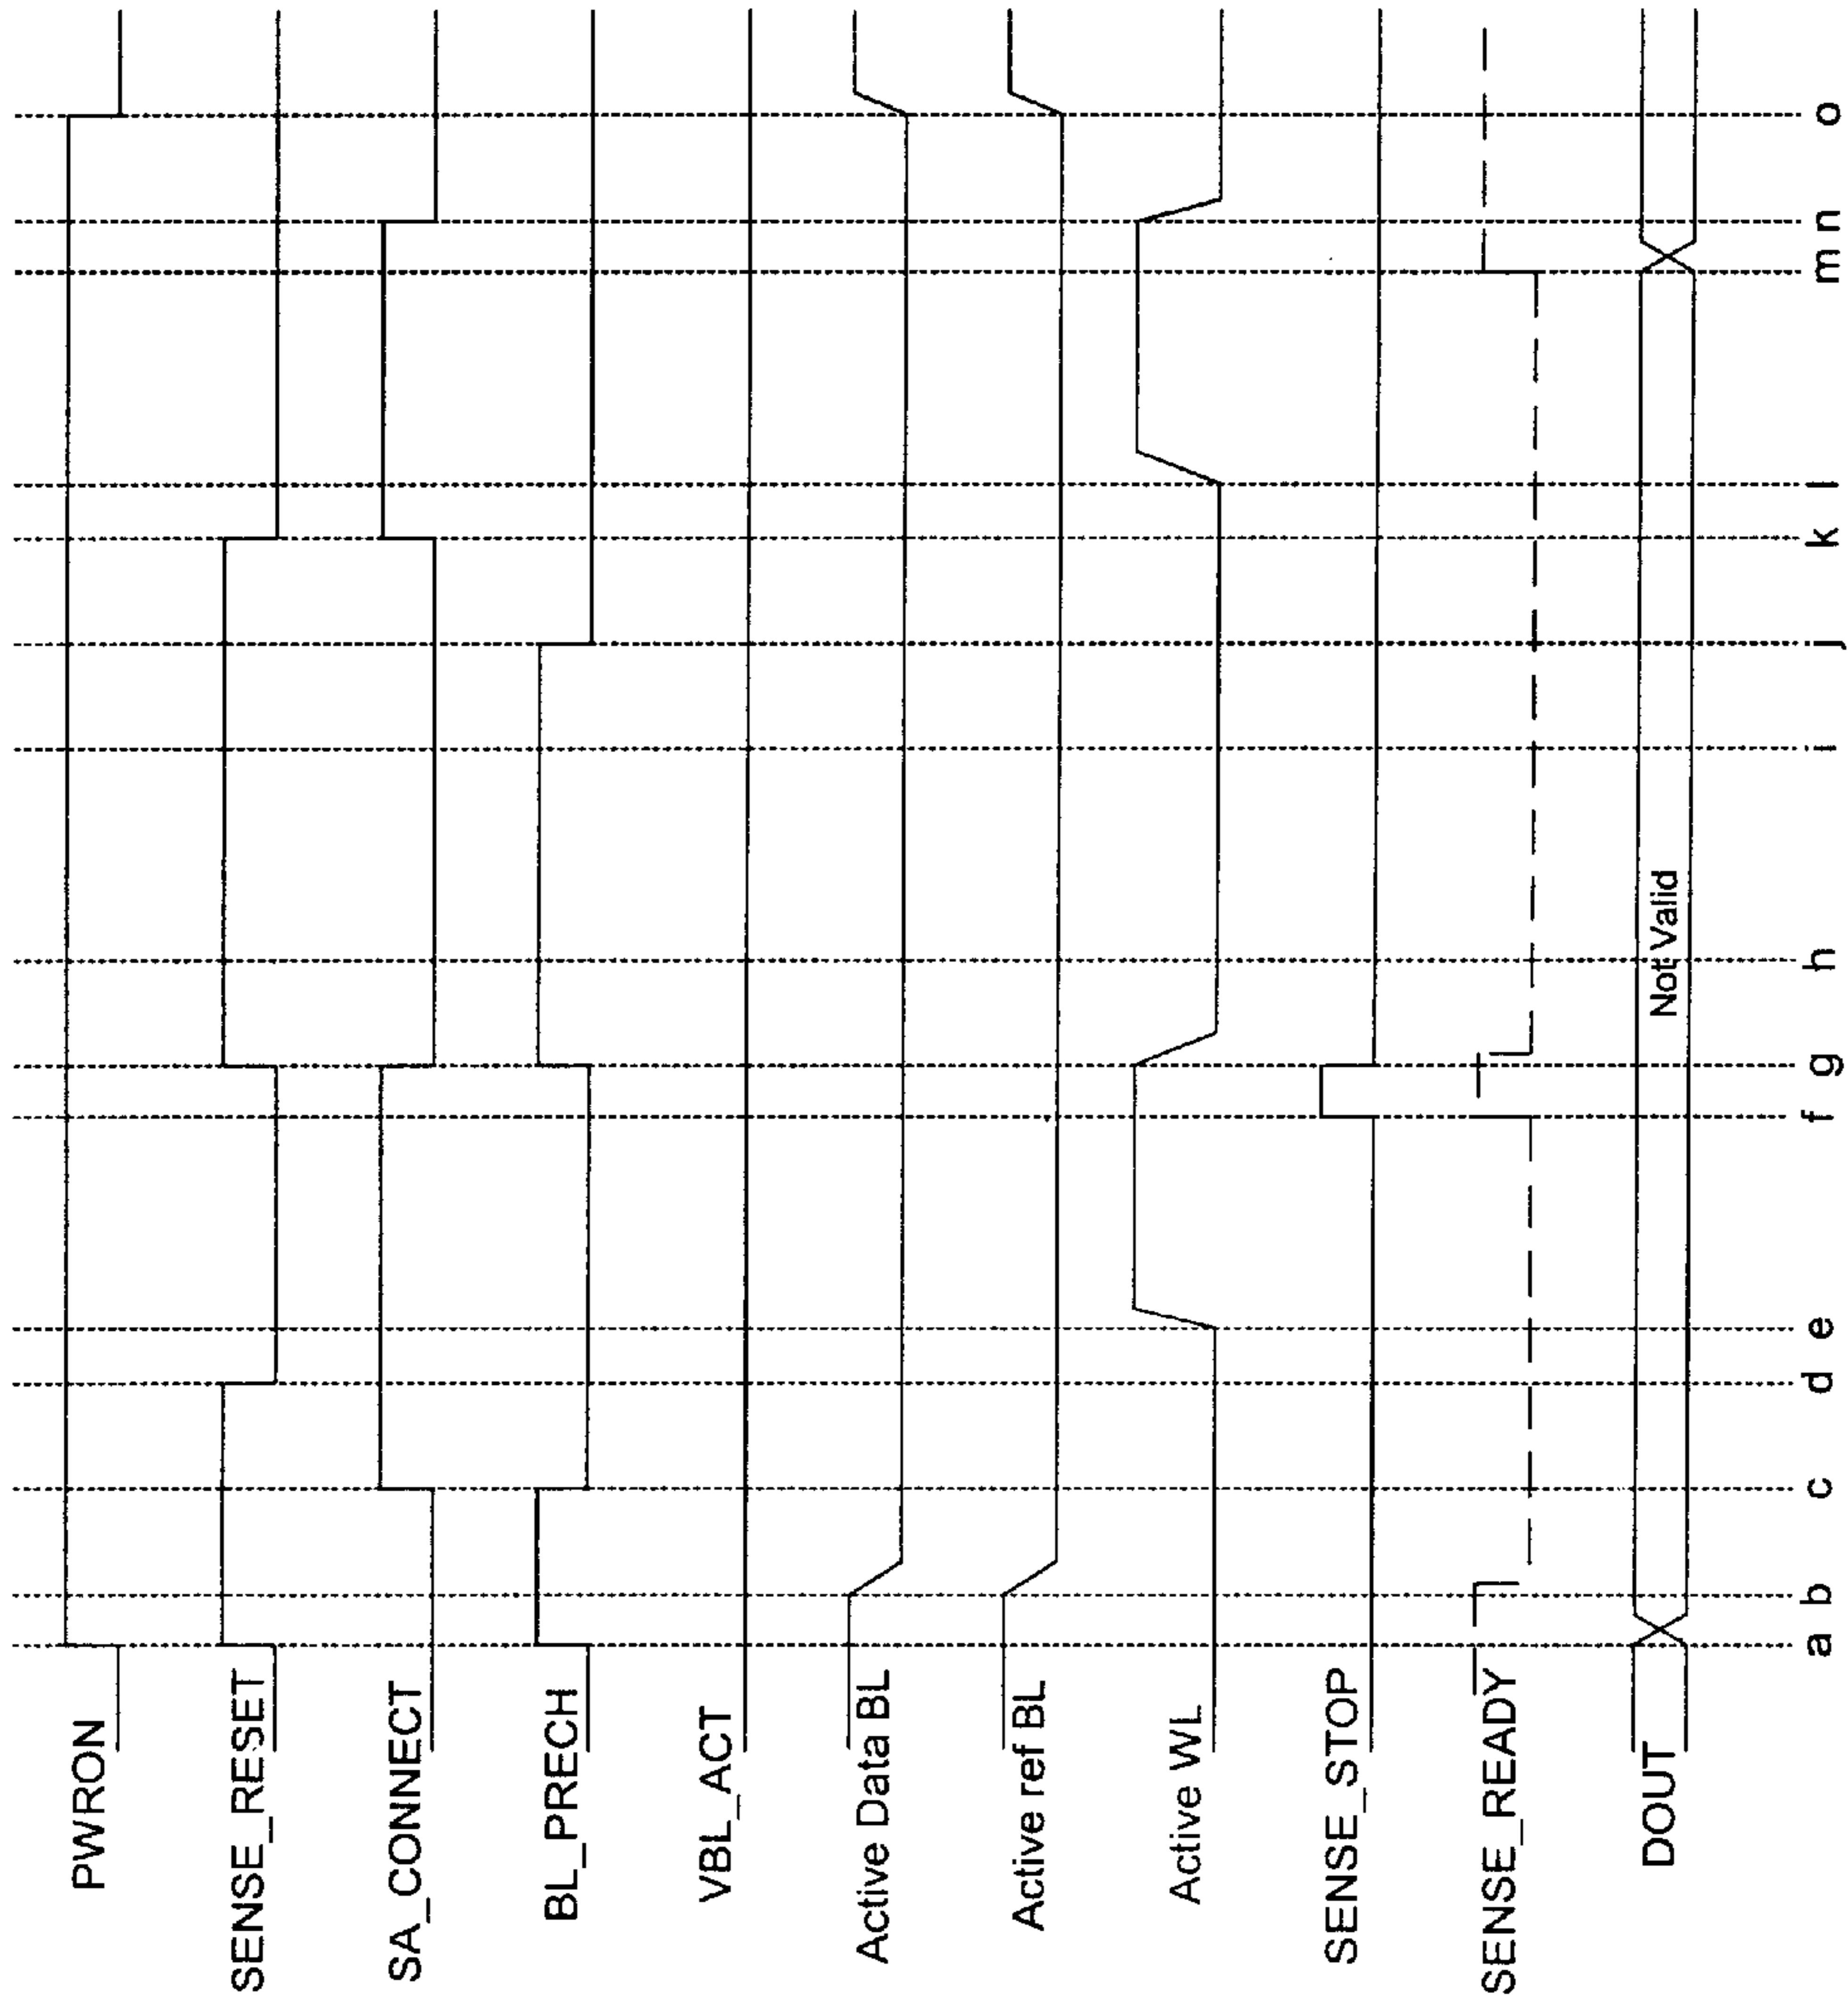 PWRON
SENSE_RESET
SA_CONNECT
BL_PRECH
VBL_ACT
Active Data BL
Active ref BL
Active WL
SENSE_STOP
SENSE_READY
DOUT
Not Valid
a b c d e f g h i j k l m n o